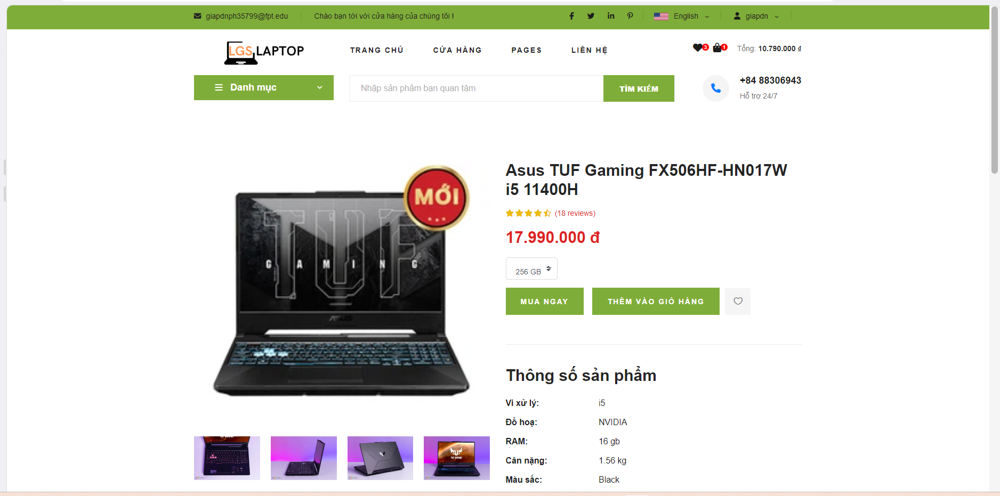 giapdnph35799@fpt.edu
Chào bạn tới với cửa hàng của chúng tôi !
English
giapdn
LGS LAPTOP
TRANG CHỦ
CỬA HÀNG
PAGES
LIÊN HỆ
3
1
Tổng: 10.790.000 đ
Danh mục
Nhập sản phẩm bạn quan tâm
TÌM KIẾM
+84 88306943
Hỗ trợ 24/7
MỚI
TUF
GAMING
ASUS
Asus TUF Gaming FX506HF-HN017W
i5 11400H
(18 reviews)
17.990.000 đ
256 GB
MUA NGAY
THÊM VÀO GIỎ HÀNG
Thông số sản phẩm
Vi xử lý: i5
Đồ hoạ: NVIDIA
RAM: 16 gb
Cân nặng: 1.56 kg
Màu sắc: Black
TUF GAMING